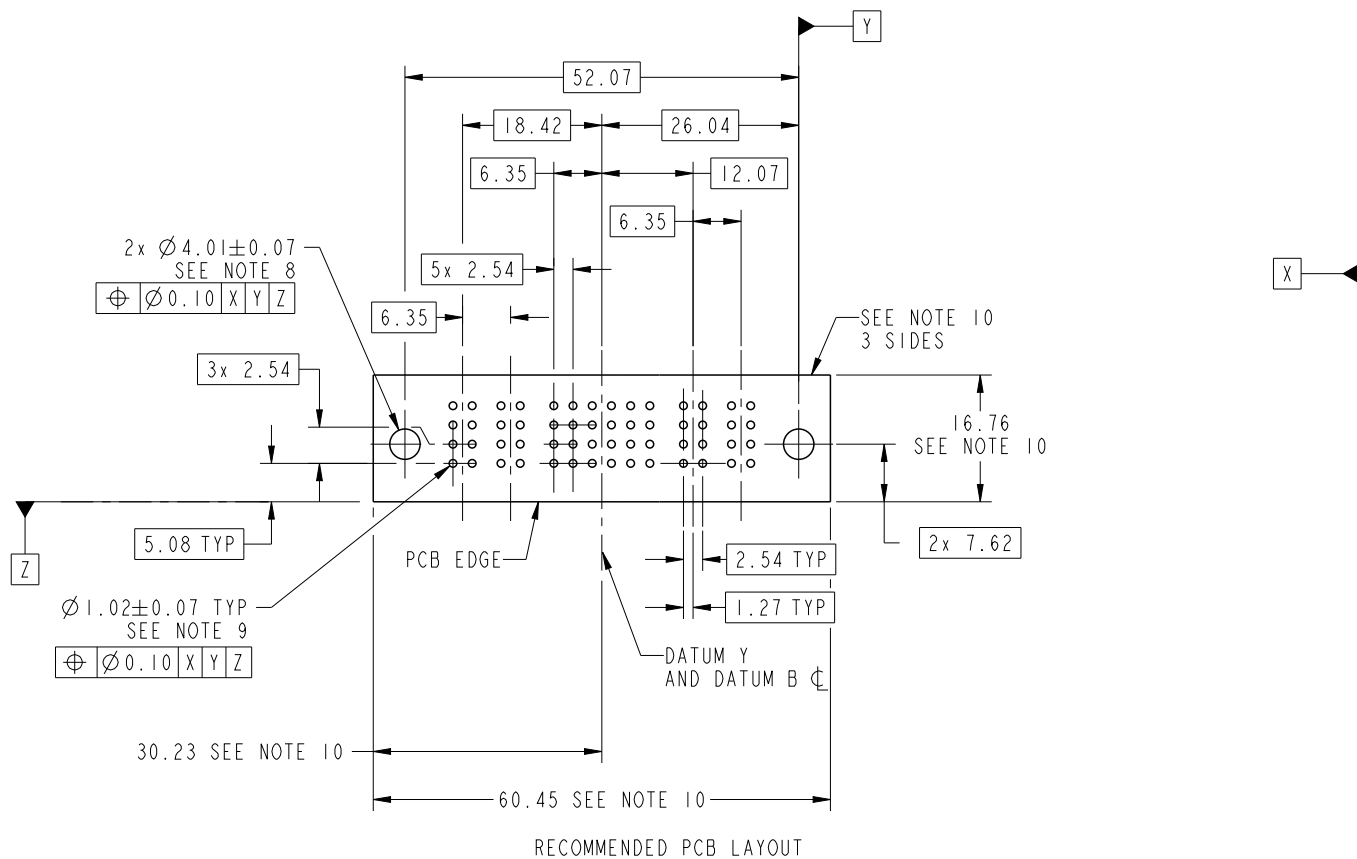 Y
52.07
18.42
26.04
6.35
12.07
6.35
2x Ø4.01±0.07
SEE NOTE 8
⌖ Ø0.10 X Y Z
5x 2.54
X
6.35
SEE NOTE 10
3 SIDES
3x 2.54
16.76
SEE NOTE 10
5.08 TYP
PCB EDGE
2.54 TYP
2x 7.62
Z
Ø1.02±0.07 TYP
SEE NOTE 9
⌖ Ø0.10 X Y Z
1.27 TYP
DATUM Y
AND DATUM B ℄
30.23 SEE NOTE 10
60.45 SEE NOTE 10
RECOMMENDED PCB LAYOUT